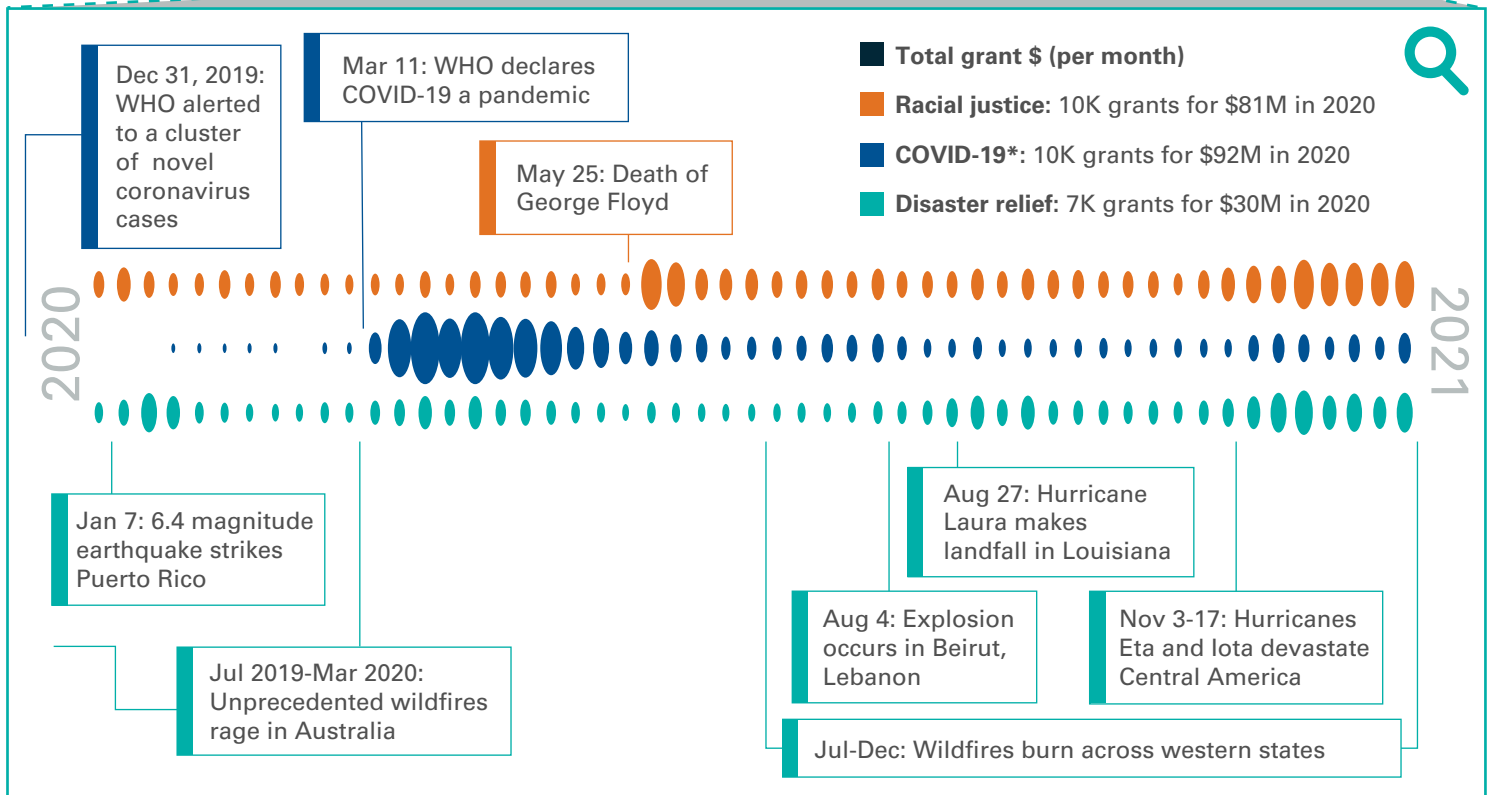 Dec 31, 2019:
WHO alerted
to a cluster
of novel
coronavirus
cases
Mar 11: WHO declares
COVID-19 a pandemic
May 25: Death of
George Floyd
Total grant $ (per month)
Racial justice: 10K grants for $81M in 2020
COVID-19*: 10K grants for $92M in 2020
Disaster relief: 7K grants for $30M in 2020
2020
2021
Jan 7: 6.4 magnitude
earthquake strikes
Puerto Rico
Jul 2019-Mar 2020:
Unprecedented wildfires
rage in Australia
Aug 27: Hurricane
Laura makes
landfall in Louisiana
Aug 4: Explosion
occurs in Beirut,
Lebanon
Nov 3-17: Hurricanes
Eta and Iota devastate
Central America
Jul-Dec: Wildfires burn across western states